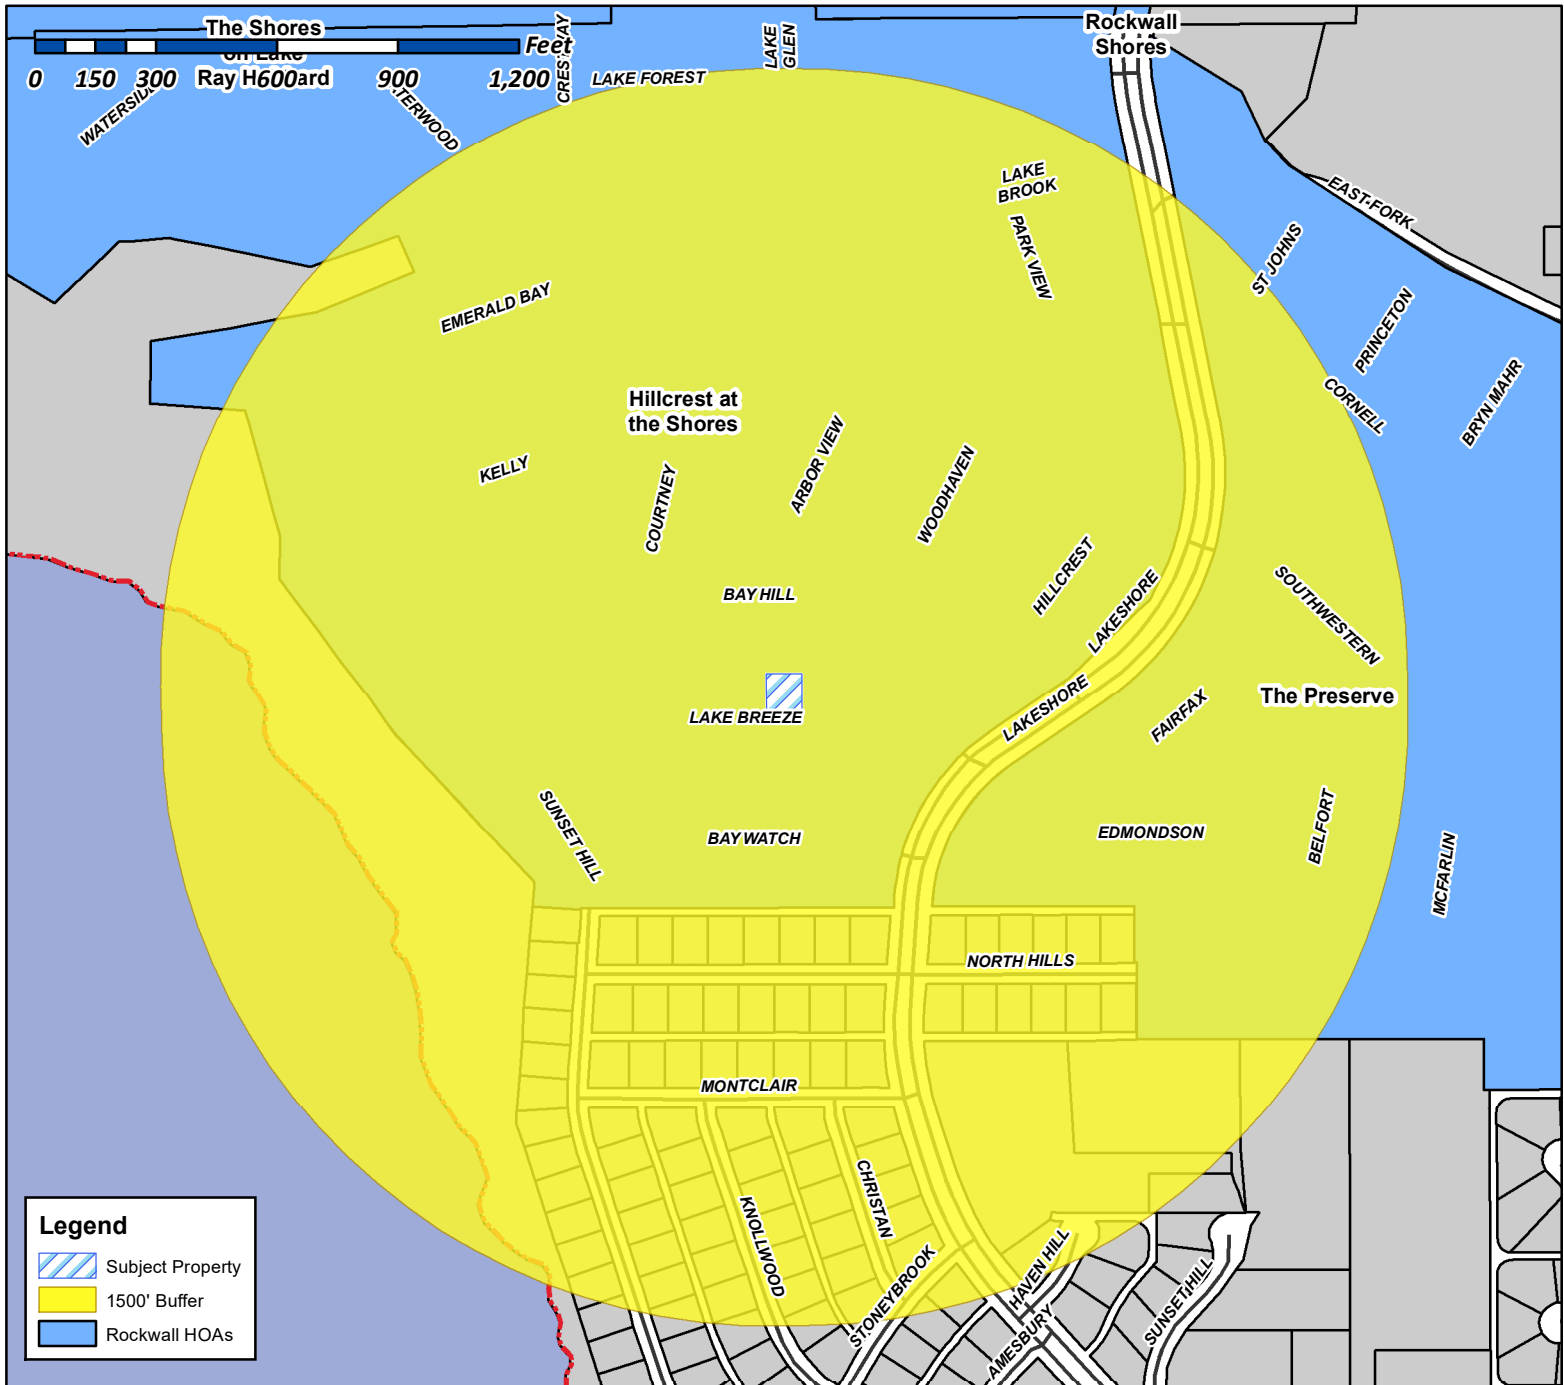 The Shores
on Lake
Ray H
ard
Feet
0
150
300
600
900
1,200
CREST
AY
LAKE
GLEN
Rockwall
Shores
LAKE FOREST
WATERSID
TERWOOD
LAKE
BROOK
PARK VIEW
EAST-FORK
ST JOHNS
PRINCETON
CORNELL
BRYN MAHR
EMERALD BAY
Hillcrest at
the Shores
KELLY
COURTNEY
ARBOR VIEW
WOODHAVEN
BAY HILL
HILLCREST
LAKESHORE
LAKESHORE
SOUTHWESTERN
The Preserve
FAIRFAX
LAKE BREEZE
SUNSET HILL
BAY WATCH
EDMONDSON
BELFORT
MCFARLIN
NORTH HILLS
MONTCLAIR
CHRISTAN
KNOLLWOOD
STONEYBROOK
HAVEN HILL
AMESBURY
SUNSET HILL
Legend
Subject Property
1500' Buffer
Rockwall HOAs